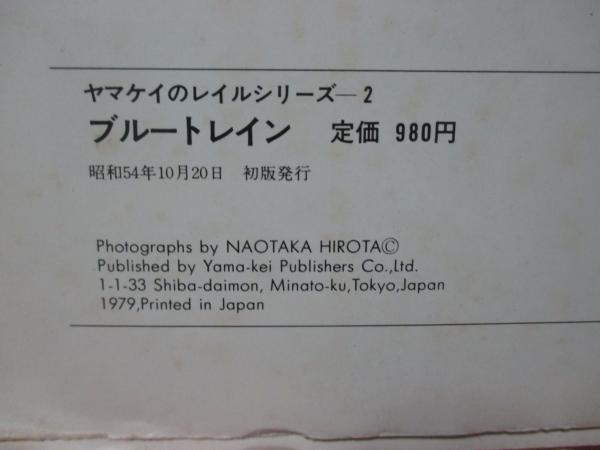 ヤマケイのレイルシリーズ―2
ブルートレイン 定価 980円
昭和54年10月20日 初版発行
Photographs by NAOTAKA HIROTA©
Published by Yama-kei Publishers Co.,Ltd.
1-1-33 Shiba-daimon, Minato-ku,Tokyo,Japan
1979,Printed in Japan